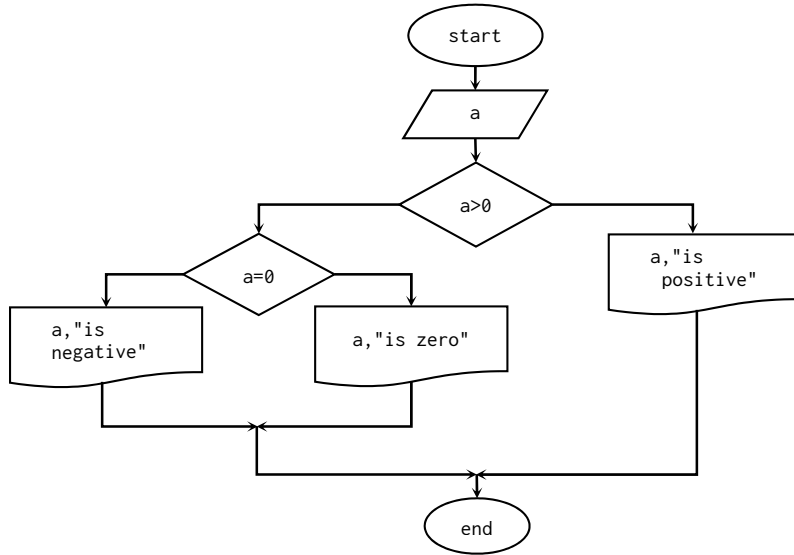 start
a
a>0
a,"is
positive"
a=0
a,"is
negative"
a,"is zero"
end